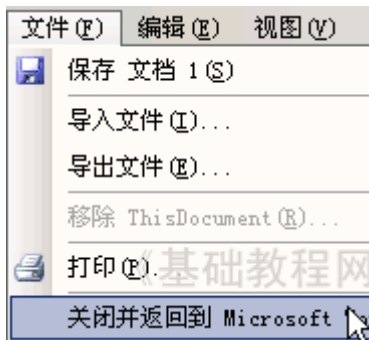 文件(F) 编辑(E) 视图(V)
保存 文档 1(S)
导入文件(I)...
导出文件(E)...
移除 ThisDocument(R)...
打印(P)...
《基础教程网
关闭并返回到 Microsoft